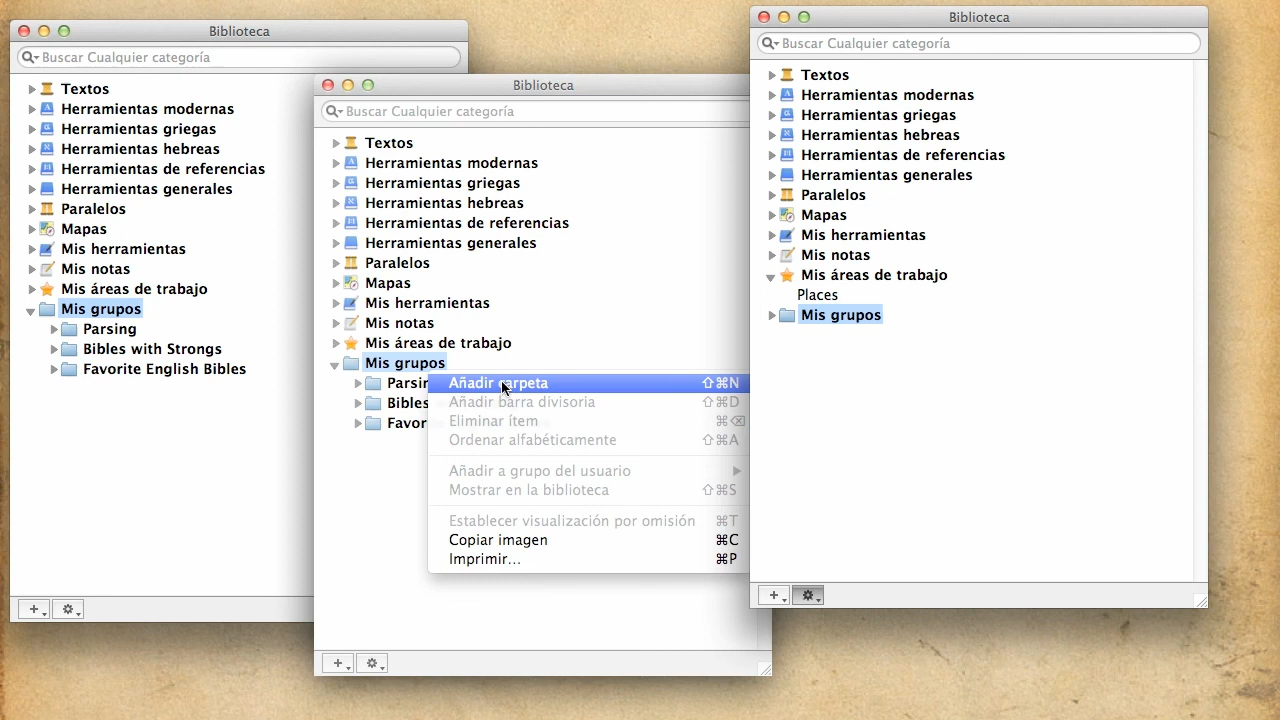 Biblioteca
Buscar Cualquier categoría
Textos
Herramientas modernas
Herramientas griegas
Herramientas hebreas
Herramientas de referencias
Herramientas generales
Paralelos
Mapas
Mis herramientas
Mis notas
Mis áreas de trabajo
Mis grupos
Parsing
Bibles with Strongs
Favorite English Bibles
Biblioteca
Buscar Cualquier categoría
Textos
Herramientas modernas
Herramientas griegas
Herramientas hebreas
Herramientas de referencias
Herramientas generales
Paralelos
Mapas
Mis herramientas
Mis notas
Mis áreas de trabajo
Mis grupos
Parsin
Bibles
Favor
Añadir carpeta ⇧⌘N
Añadir barra divisoria ⇧⌘D
Eliminar ítem ⌘⌫
Ordenar alfabéticamente ⇧⌘A
Añadir a grupo del usuario
Mostrar en la biblioteca ⇧⌘S
Establecer visualización por omisión ⌘T
Copiar imagen ⌘C
Imprimir... ⌘P
Biblioteca
Buscar Cualquier categoría
Textos
Herramientas modernas
Herramientas griegas
Herramientas hebreas
Herramientas de referencias
Herramientas generales
Paralelos
Mapas
Mis herramientas
Mis notas
Mis áreas de trabajo
Places
Mis grupos